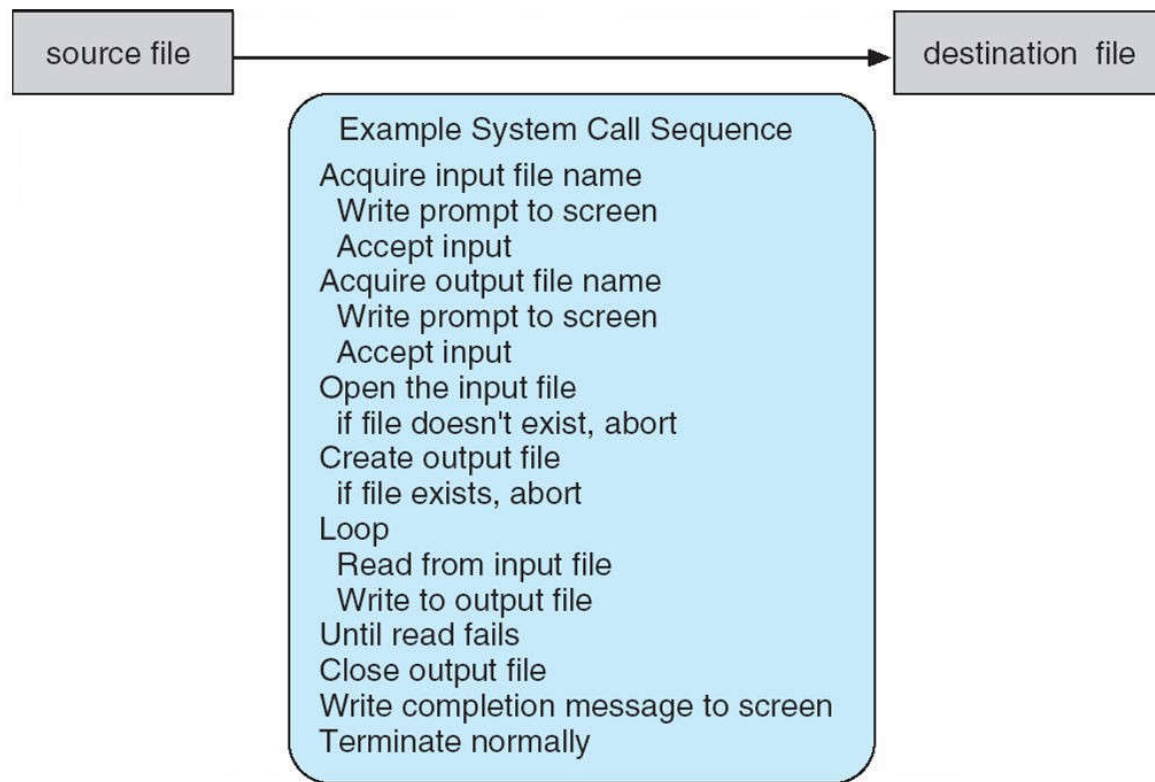 source file
destination file
Example System Call Sequence
Acquire input file name
Write prompt to screen
Accept input
Acquire output file name
Write prompt to screen
Accept input
Open the input file
if file doesn't exist, abort
Create output file
if file exists, abort
Loop
Read from input file
Write to output file
Until read fails
Close output file
Write completion message to screen
Terminate normally